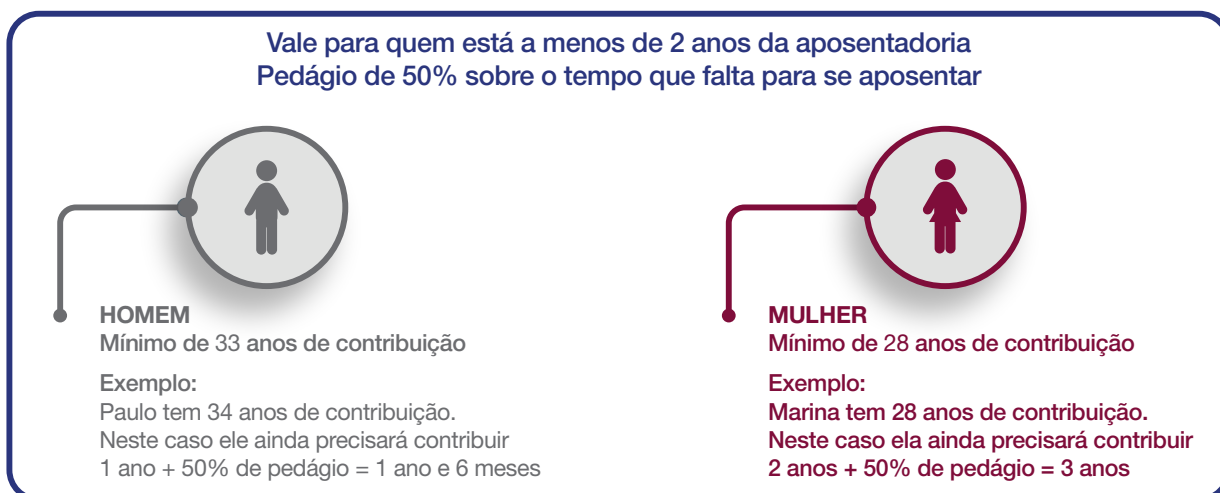 Vale para quem está a menos de 2 anos da aposentadoria
Pedágio de 50% sobre o tempo que falta para se aposentar
HOMEM
Mínimo de 33 anos de contribuição
Exemplo:
Paulo tem 34 anos de contribuição.
Neste caso ele ainda precisará contribuir
1 ano + 50% de pedágio = 1 ano e 6 meses
MULHER
Mínimo de 28 anos de contribuição
Exemplo:
Marina tem 28 anos de contribuição.
Neste caso ela ainda precisará contribuir
2 anos + 50% de pedágio = 3 anos